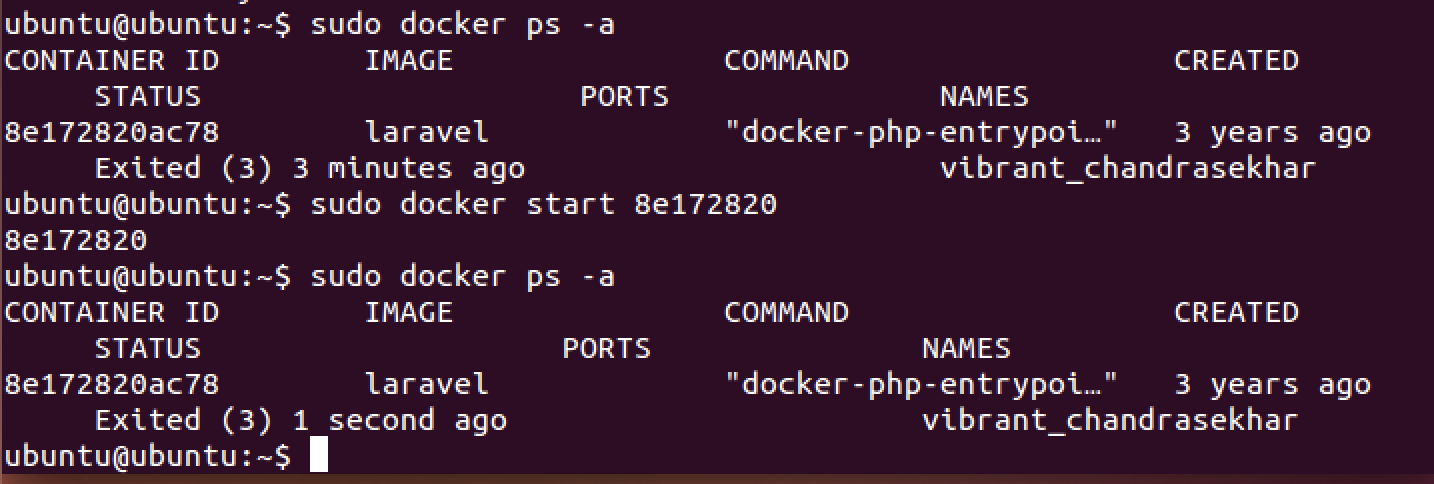 ubuntu@ubuntu:~$ sudo docker ps -a
CONTAINER ID        IMAGE               COMMAND                  CREATED
     STATUS                     PORTS               NAMES
8e172820ac78        laravel             "docker-php-entrypoi…"   3 years ago
     Exited (3) 3 minutes ago                       vibrant_chandrasekhar
ubuntu@ubuntu:~$ sudo docker start 8e172820
8e172820
ubuntu@ubuntu:~$ sudo docker ps -a
CONTAINER ID        IMAGE               COMMAND                  CREATED
     STATUS                    PORTS               NAMES
8e172820ac78        laravel             "docker-php-entrypoi…"   3 years ago
     Exited (3) 1 second ago                       vibrant_chandrasekhar
ubuntu@ubuntu:~$